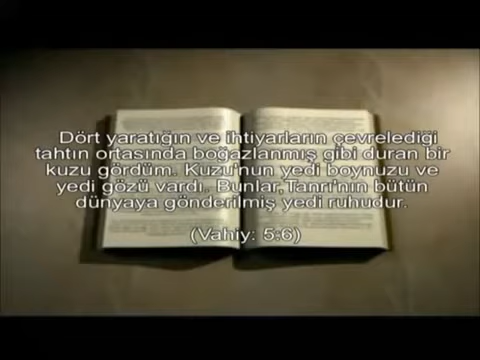 Dört yaratığın ve ihtiyarların çevrelediği
tahtın ortasında boğazlanmış gibi duran bir
kuzu gördüm. Kuzu'nun yedi boynuzu ve
yedi gözü vardı. Bunlar,Tanrı'nın bütün
dünyaya gönderilmiş yedi ruhudur.
(Vahiy: 5:6)